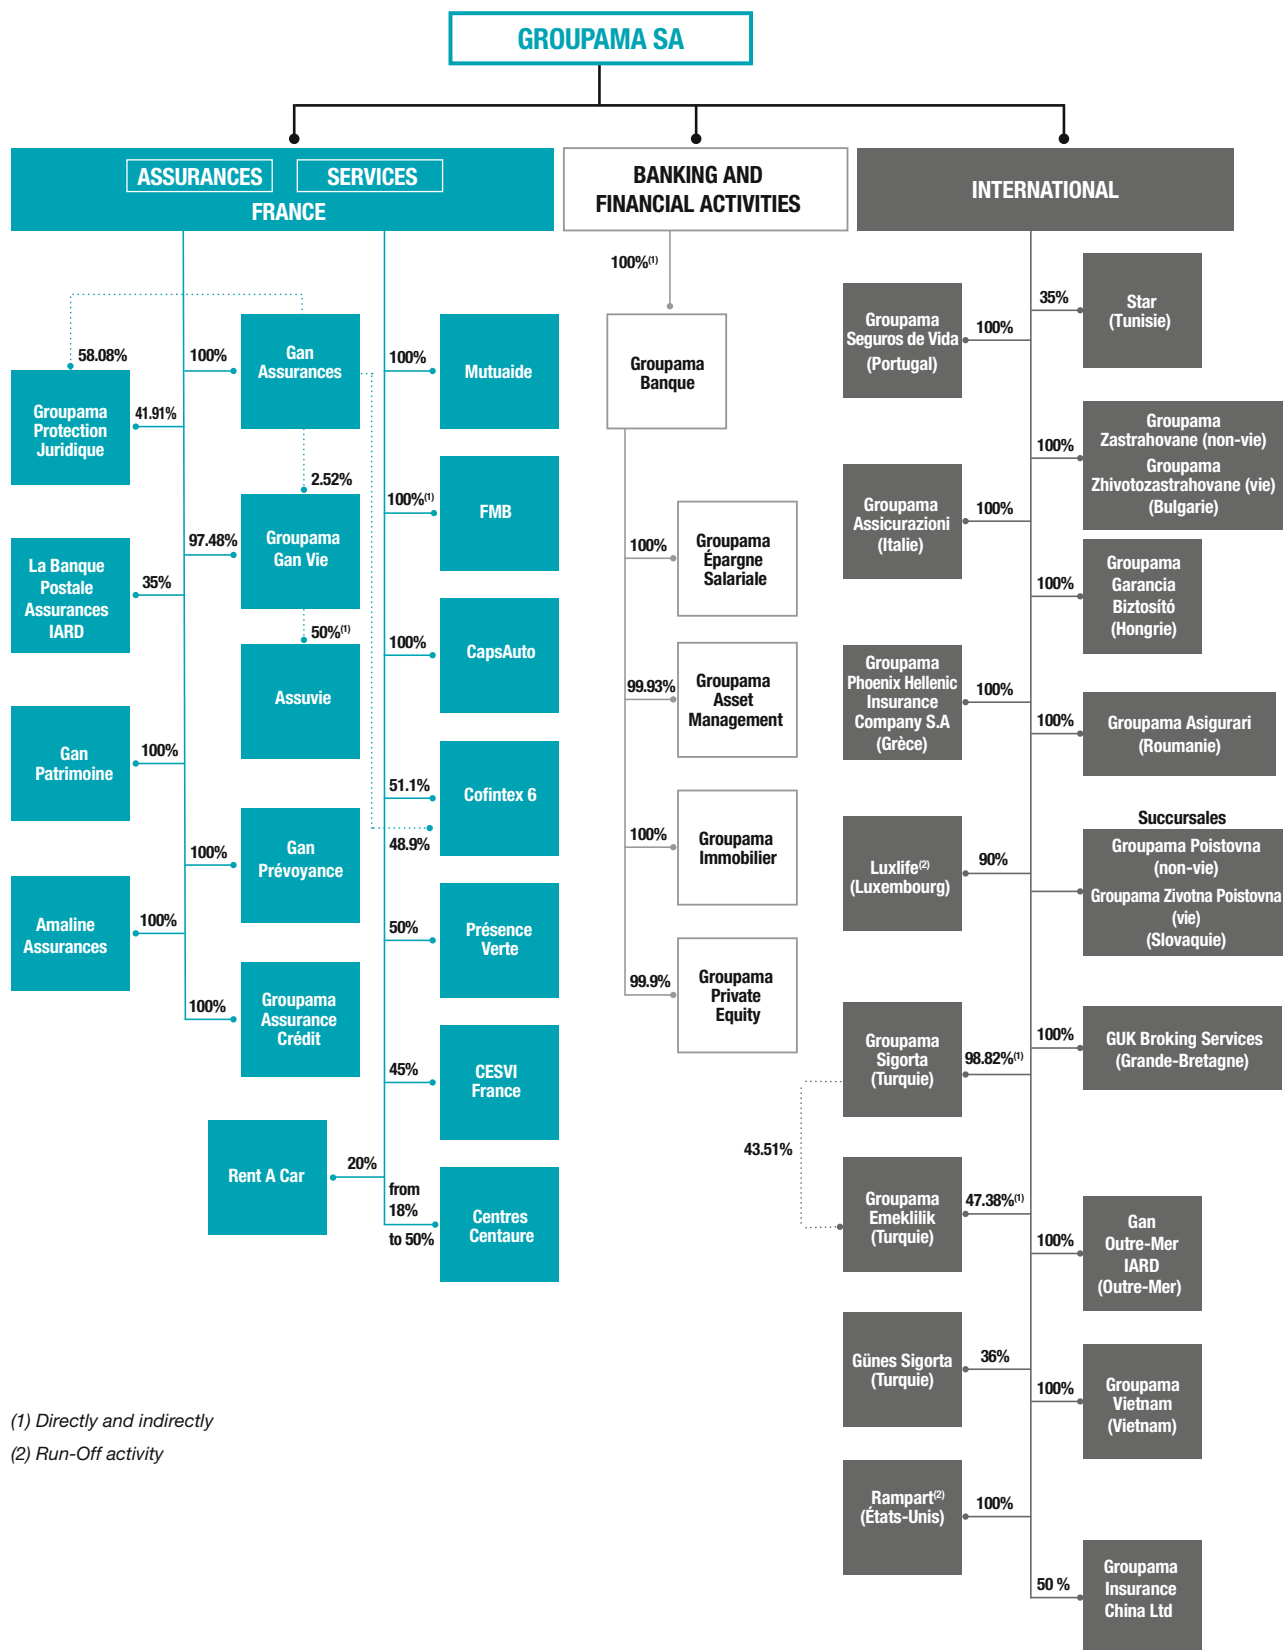 GROUPAMA SA
ASSURANCES
SERVICES
FRANCE
58.08%
Groupama
Protection
Juridique
41.91%
La Banque
Postale
Assurances
IARD
35%
Gan
Patrimoine
100%
Amaline
Assurances
100%
100%
Gan
Assurances
2.52%
97.48%
Groupama
Gan Vie
50%(1)
Assuvie
100%
Gan
Prévoyance
100%
Groupama
Assurance
Crédit
100%
Mutuaide
100%(1)
FMB
100%
CapsAuto
51.1%
Cofintex 6
48.9%
50%
Présence
Verte
45%
CESVI
France
Rent A Car
20%
from
18%
to 50%
Centres
Centaure
BANKING AND
FINANCIAL ACTIVITIES
100%(1)
Groupama
Banque
100%
Groupama
Épargne
Salariale
99.93%
Groupama
Asset
Management
100%
Groupama
Immobilier
99.9%
Groupama
Private
Equity
INTERNATIONAL
Groupama
Seguros de Vida
(Portugal)
100%
Groupama
Assicurazioni
(Italie)
100%
Groupama
Phoenix Hellenic
Insurance
Company S.A
(Grèce)
100%
Luxlife(2)
(Luxembourg)
90%
Groupama
Sigorta
(Turquie)
98.82%(1)
43.51%
Groupama
Emeklilik
(Turquie)
47.38%(1)
Günes Sigorta
(Turquie)
36%
Rampart(2)
(États-Unis)
100%
35%
Star
(Tunisie)
100%
Groupama
Zastrahovane (non-vie)
Groupama
Zhivotozastrahovane (vie)
(Bulgarie)
100%
Groupama
Garancia
Biztosító
(Hongrie)
100%
Groupama Asigurari
(Roumanie)
Succursales
Groupama Poistovna
(non-vie)
Groupama Zivotna Poistovna
(vie)
(Slovaquie)
100%
GUK Broking Services
(Grande-Bretagne)
100%
Gan
Outre-Mer
IARD
(Outre-Mer)
100%
Groupama
Vietnam
(Vietnam)
50 %
Groupama
Insurance
China Ltd
(1) Directly and indirectly
(2) Run-Off activity